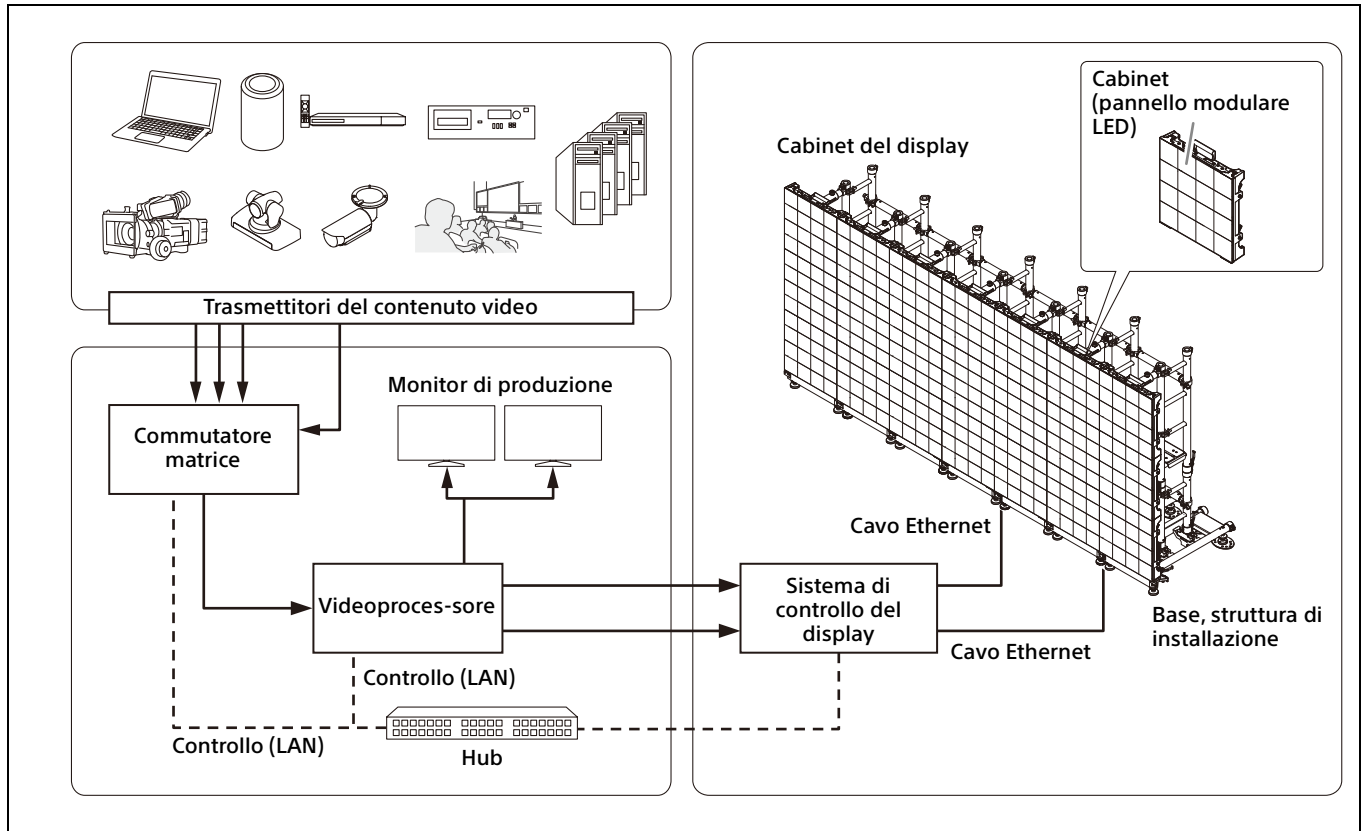 Cabinet
(pannello modulare
LED)
Cabinet del display
Trasmettitori del contenuto video
Monitor di produzione
Commutatore
matrice
Cavo Ethernet
Videoproces-sore
Sistema di
controllo del
display
Base, struttura di
installazione
Cavo Ethernet
Controllo (LAN)
Controllo (LAN)
Hub